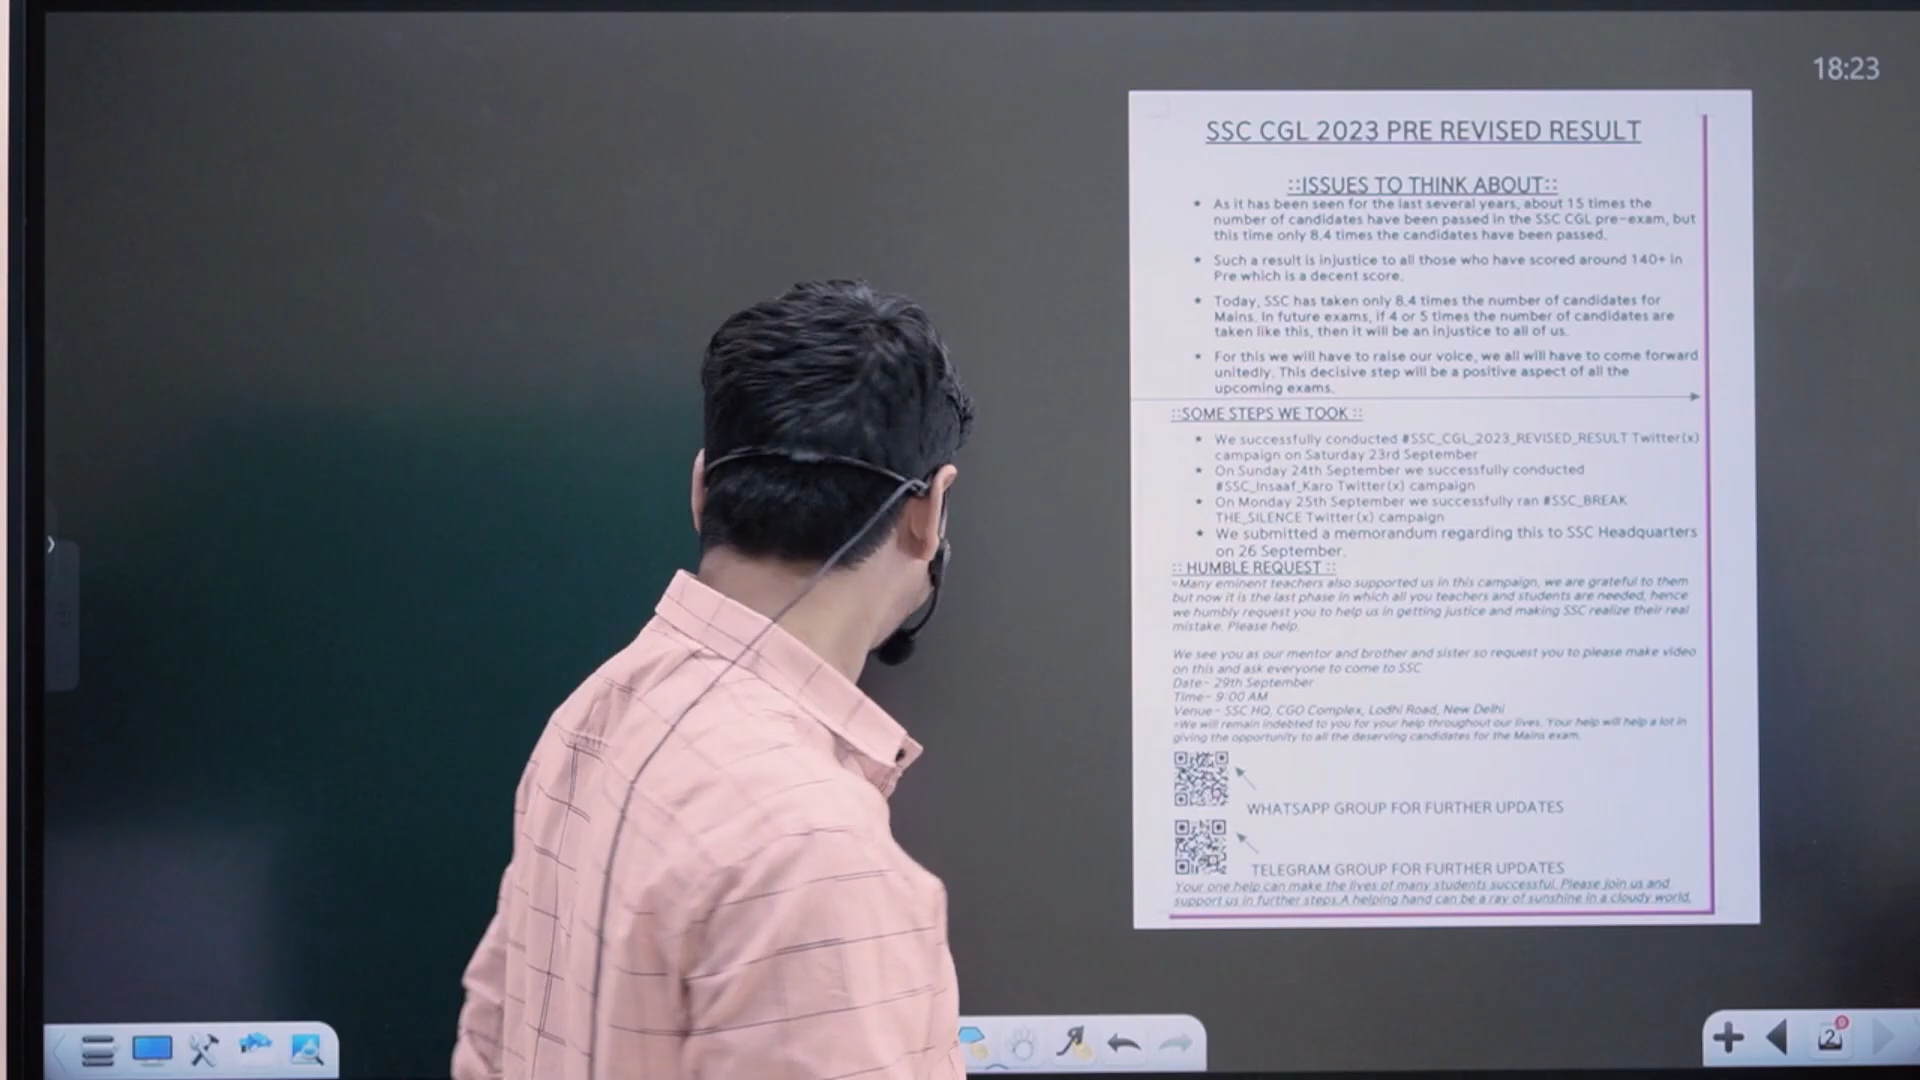 18:23
SSC CGL 2023 PRE REVISED RESULT
::ISSUES TO THINK ABOUT::
* As it has been seen for the last several years, about 15 times the
number of candidates have been passed in the SSC CGL pre-exam, but
this time only 8.4 times the candidates have been passed.
* Such a result is injustice to all those who have scored around 140+ in
Pre which is a decent score.
* Today, SSC has taken only 8.4 times the number of candidates for
Mains. In future exams, if 4 or 5 times the number of candidates are
taken like this, then it will be an injustice to all of us.
* For this we will have to raise our voice, we all will have to come forward
unitedly. This decisive step will be a positive aspect of all the
upcoming exams.
::SOME STEPS WE TOOK ::
* We successfully conducted #SSC_CGL_2023_REVISED_RESULT Twitter(x)
campaign on Saturday 23rd September
* On Sunday 24th September we successfully conducted
#SSC_Insaaf_Karo Twitter(x) campaign
* On Monday 25th September we successfully ran #SSC_BREAK
THE_SILENCE Twitter(x) campaign
* We submitted a memorandum regarding this to SSC Headquarters
on 26 September.
:: HUMBLE REQUEST ::
=Many eminent teachers also supported us in this campaign, we are grateful to them
but now it is the last phase in which all you teachers and students are needed, hence
we humbly request you to help us in getting justice and making SSC realize their real
mistake. Please help.
We see you as our mentor and brother and sister so request you to please make video
on this and ask everyone to come to SSC
Date- 29th September
Time- 9:00 AM
Venue- SSC HQ, CGO Complex, Lodhi Road, New Delhi
=We will remain indebted to you for your help throughout our lives. Your help will help a lot in
giving the opportunity to all the deserving candidates for the Mains exam.
WHATSAPP GROUP FOR FURTHER UPDATES
TELEGRAM GROUP FOR FURTHER UPDATES
Your one help can make the lives of many students successful. Please join us and
support us in further steps.A helping hand can be a ray of sunshine in a cloudy world.
2